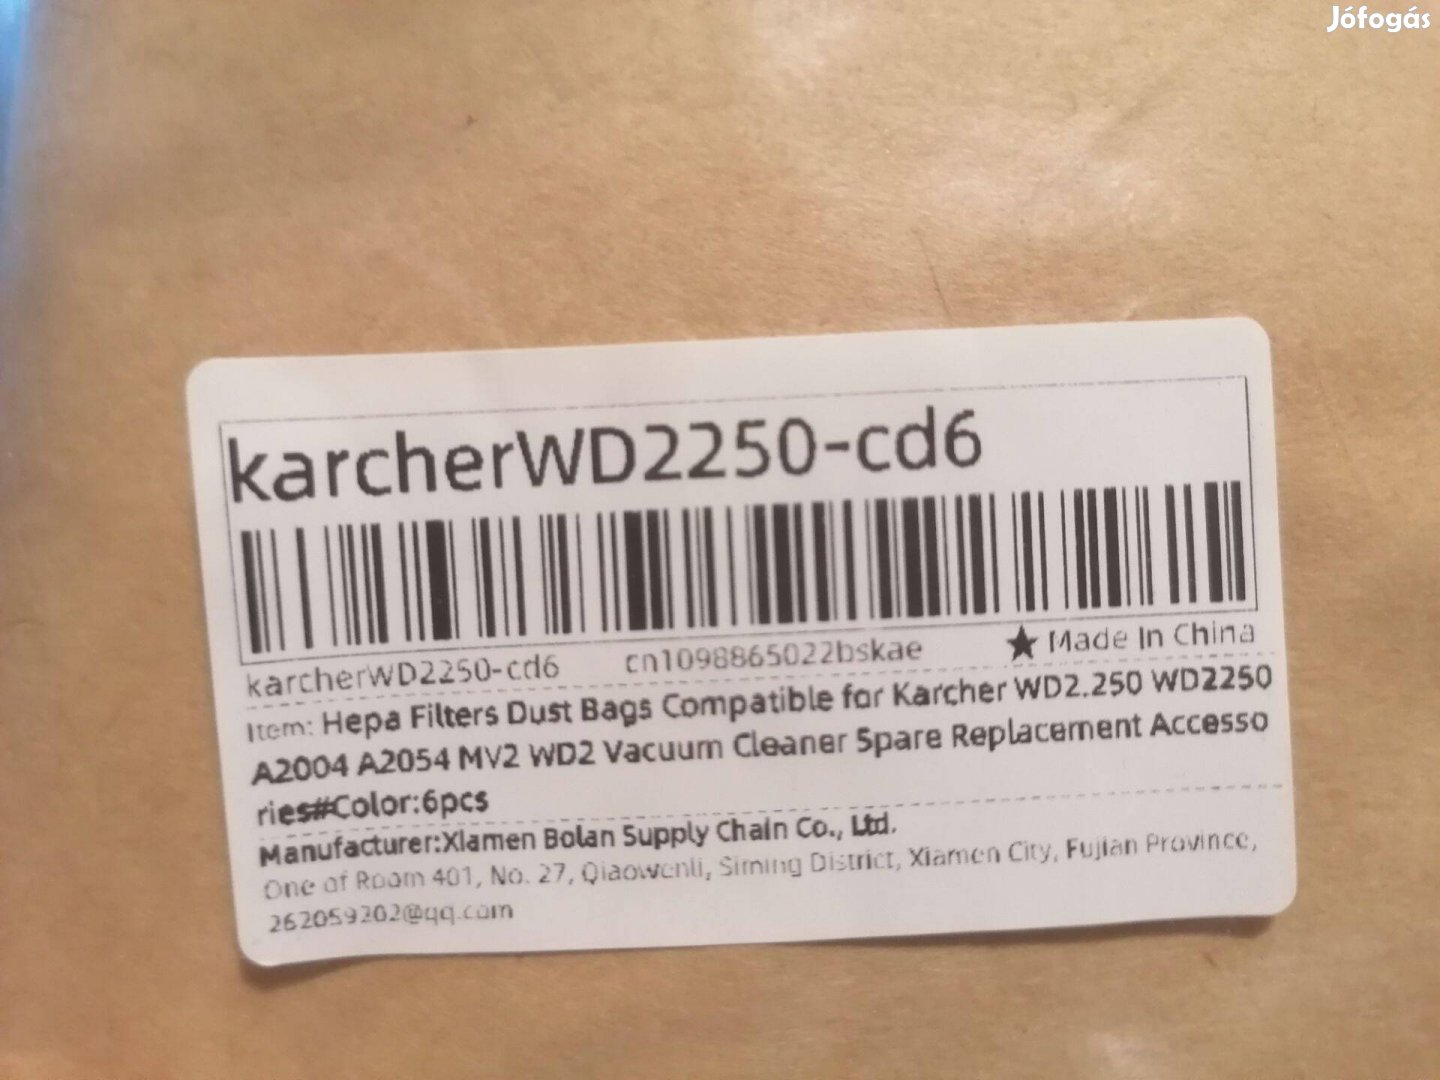 Jófogás
karcherWD2250-cd6
karcherWD2250-cd6 cn1098865022bskae ★ Made In China
Item: Hepa Filters Dust Bags Compatible for Karcher WD2.250 WD2250
A2004 A2054 MV2 WD2 Vacuum Cleaner Spare Replacement Accesso
ries#Color:6pcs
Manufacturer:Xiamen Bolan Supply Chain Co., Ltd.
One of Room 401, No. 27, Qiaowenli, Siming District, Xiamen City, Fujian Province,
262059202@qq.com